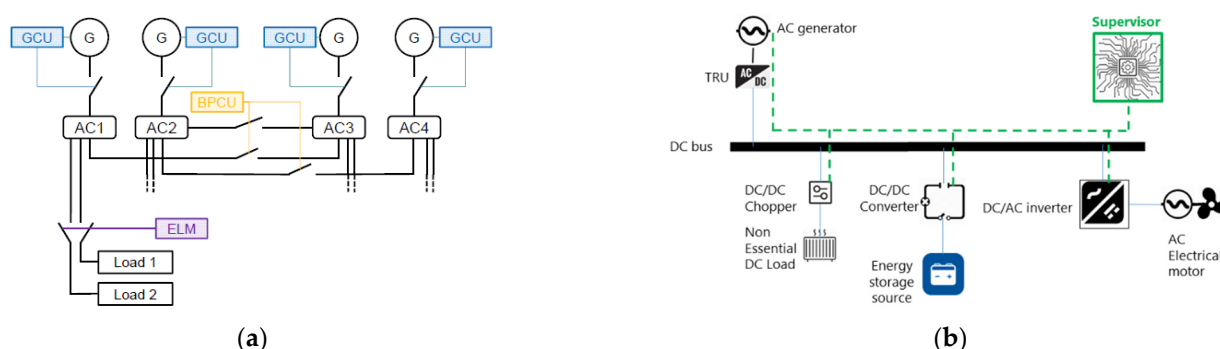 GCU
G
G
GCU
GCU
G
G
GCU
BPCU
AC1
AC2
AC3
AC4
ELM
Load 1
Load 2
(a)
AC generator
Supervisor
TRU
AC
DC
DC bus
DC/DC
Chopper
DC/DC
Converter
DC/AC inverter
Non
Essential
DC Load
Energy
storage
source
AC
Electrical
motor
(b)